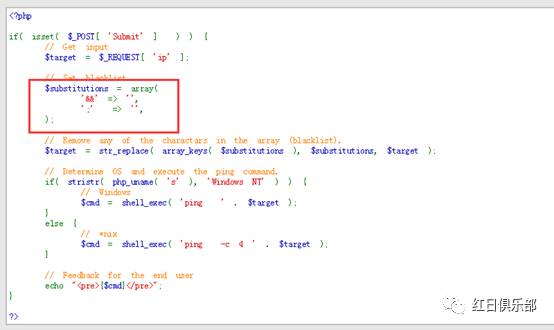 <?php
if( isset( $_POST[ 'Submit' ] ) ) {
// Get input
$target = $_REQUEST[ 'ip' ];
// Set blacklist
$substitutions = array(
'&&' => '',
';' => '',
);
// Remove any of the charactars in the array (blacklist).
$target = str_replace( array_keys( $substitutions ), $substitutions, $target );
// Determine OS and execute the ping command.
if( stristr( php_uname( 's' ), 'Windows NT' ) ) {
// Windows
$cmd = shell_exec( 'ping ' . $target );
}
else {
// *nix
$cmd = shell_exec( 'ping -c 4 ' . $target );
}
// Feedback for the end user
echo "<pre>{$cmd}</pre>";
}
?>
红日俱乐部